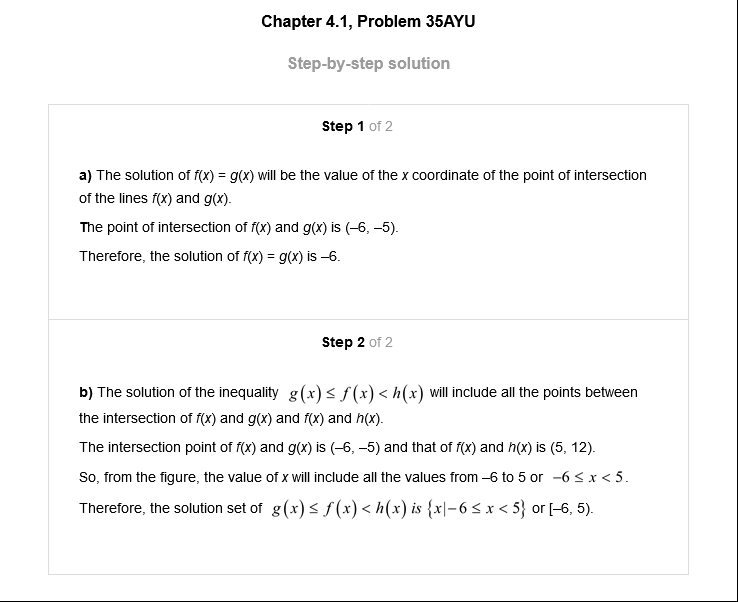 Chapter 4.1, Problem 35AYU
Step-by-step solution
Step 1 of 2
a) The solution of f(x) = g(x) will be the value of the x coordinate of the point of intersection
of the lines f(x) and g(x).
The point of intersection of f(x) and g(x) is (–6, –5).
Therefore, the solution of f(x) = g(x) is –6.
Step 2 of 2
b) The solution of the inequality g(x) ≤ f(x) < h(x) will include all the points between
the intersection of f(x) and g(x) and f(x) and h(x).
The intersection point of f(x) and g(x) is (–6, –5) and that of f(x) and h(x) is (5, 12).
So, from the figure, the value of x will include all the values from –6 to 5 or −6 ≤ x < 5.
Therefore, the solution set of g(x) ≤ f(x) < h(x) is {x|−6 ≤ x < 5} or [–6, 5).